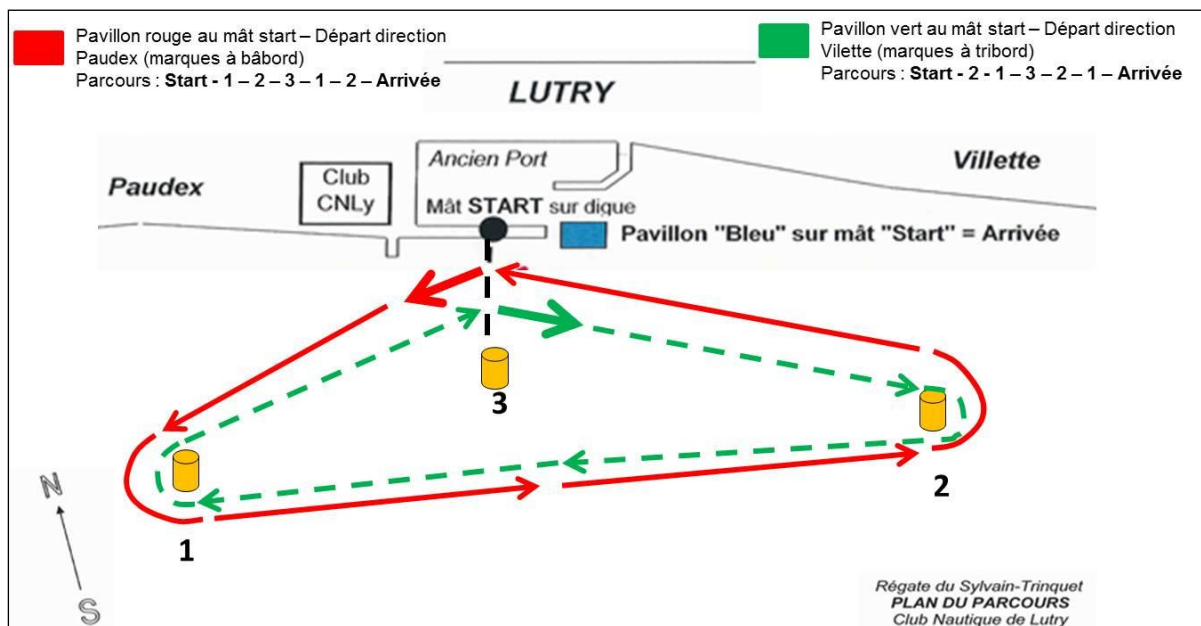 Pavillon rouge au mât start – Départ direction
Paudex (marques à bâbord)
Parcours : Start - 1 – 2 – 3 – 1 – 2 – Arrivée
Pavillon vert au mât start – Départ direction
Vilette (marques à tribord)
Parcours : Start - 2 - 1 – 3 – 2 – 1 – Arrivée
LUTRY
Paudex
Club
CNLy
Ancien Port
Villette
Mât START sur digue
Pavillon "Bleu" sur mât "Start" = Arrivée
3
2
1
N
S
Régate du Sylvain-Trinquet
PLAN DU PARCOURS
Club Nautique de Lutry